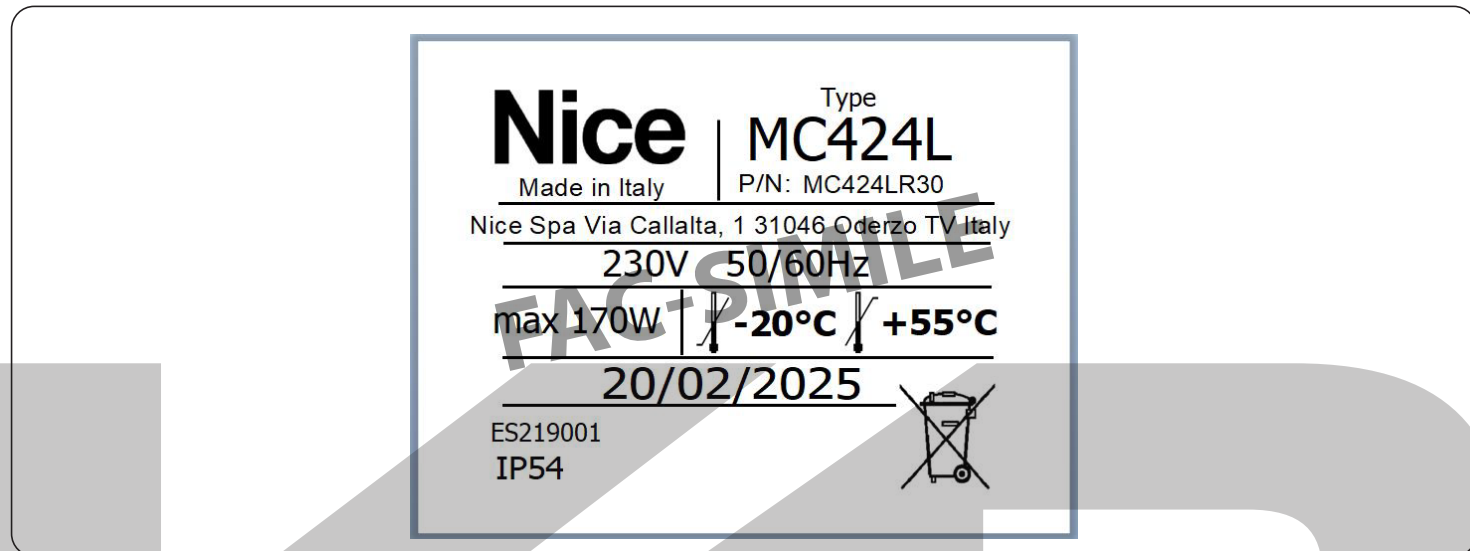 Nice
Type
MC424L
Made in Italy
P/N: MC424LR30
Nice Spa Via Callalta, 1 31046 Oderzo TV Italy
230V 50/60Hz
max 170W -20°C +55°C
FAC-SIMILE
20/02/2025
ES219001
IP54